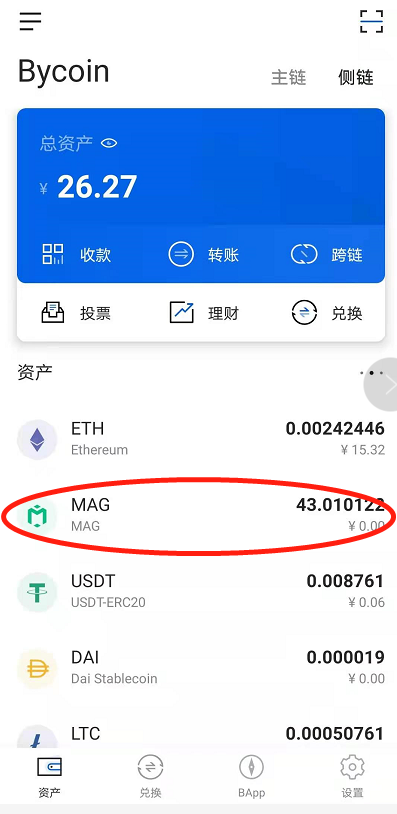 Bycoin
主链 侧链
总资产
¥ 26.27
收款 转账 跨链
投票 理财 兑换
资产
ETH 0.00242446
Ethereum ¥ 15.32
MAG 43.010122
MAG ¥ 0.00
USDT 0.008761
USDT-ERC20 ¥ 0.06
DAI 0.000019
Dai Stablecoin ¥ 0.00
LTC 0.00050761
资产 兑换 BApp 设置